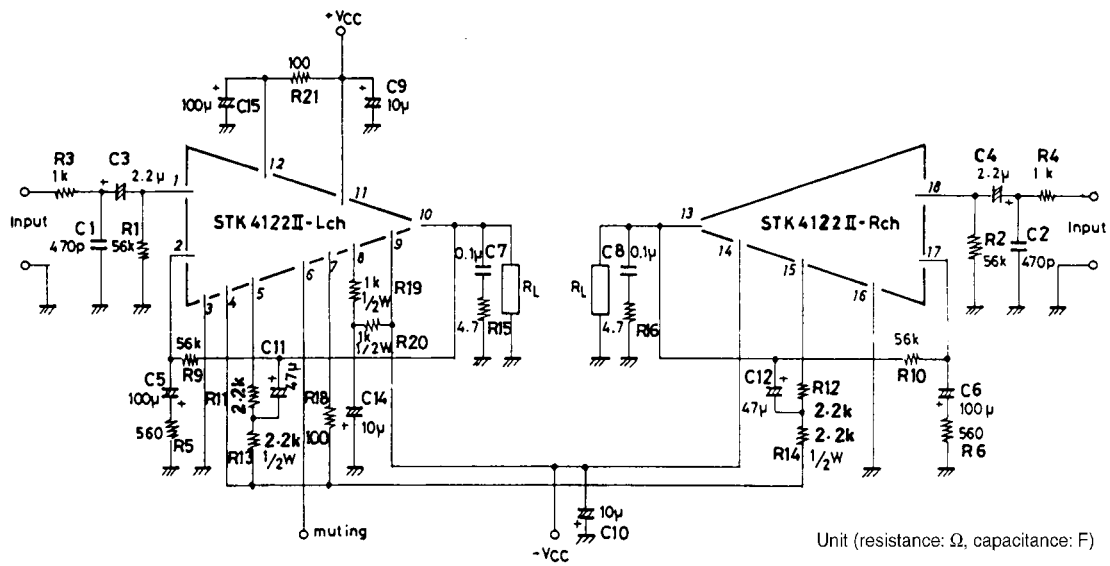 +VCC
100
R21
100µ
+
C15
+
C9
10µ
12
11
R3
1k
C3
+
2.2µ
1
Input
C1
470p
R1
56k
2
STK4122II-Lch
10
9
8
7
6
5
4
3
0.1µ
C7
RL
4.7
R15
1k
1/2W
R19
1k
1/2W
R20
56k
R9
C11
47µ
+
C5
100µ
+
560
R5
R11
2.2k
R13
2.2k
1/2W
R18
100
C14
+
10µ
muting
-VCC
10µ
+
C10
13
STK4122II-Rch
18
17
14
15
16
C4
2.2µ
+
R4
1k
R2
56k
C2
470p
Input
RL
C8
0.1µ
4.7
R16
56k
R10
C12
+
47µ
R12
2.2k
2.2k
R14
1/2W
C6
+
100µ
560
R6
Unit (resistance: Ω, capacitance: F)